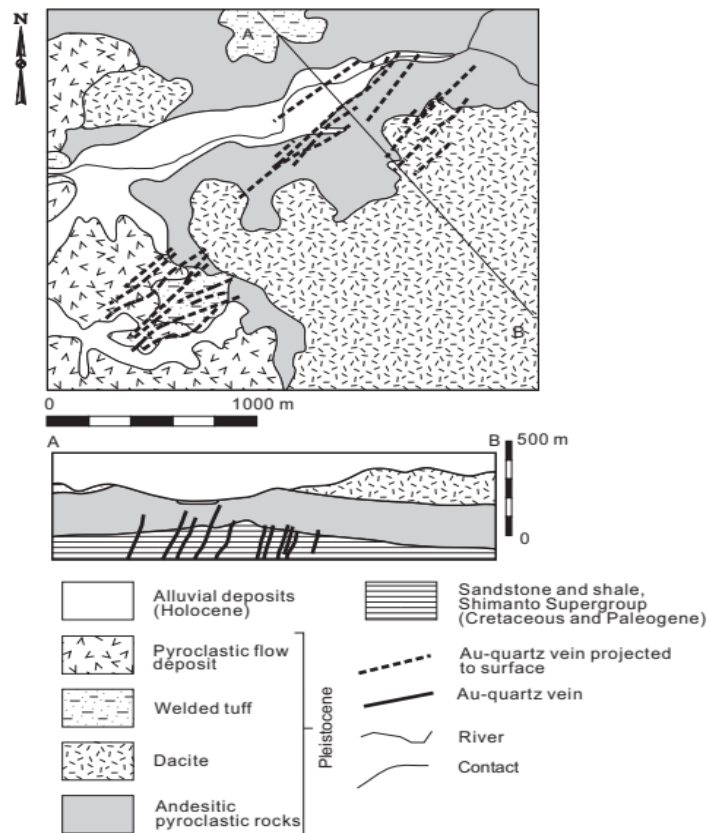 N
A
B
0 1000 m
A B
500 m
0
Alluvial deposits
(Holocene)
Pyroclastic flow
deposit
Welded tuff
Dacite
Andesitic
pyroclastic rocks
Pleistocene
Sandstone and shale,
Shimanto Supergroup
(Cretaceous and Paleogene)
Au-quartz vein projected
to surface
Au-quartz vein
River
Contact